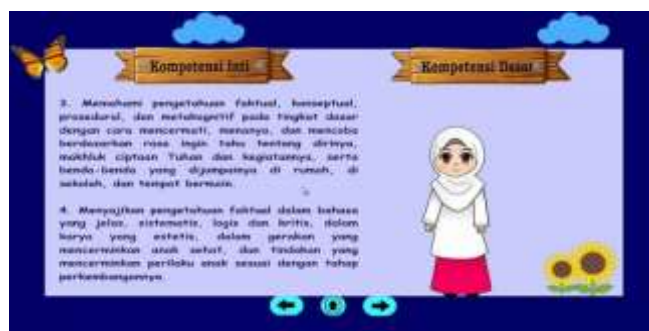 Kompetensi Inti
Kompetensi Dasar
3. Memahami pengetahuan faktual, konseptual,
prosedural, dan metakognitif pada tingkat dasar
dengan cara mencermati, menanya, dan mencoba
berdasarkan rasa ingin tahu tentang dirinya,
makhluk ciptaan Tuhan dan kegiatannya, serta
benda-benda yang dijumpainya di rumah, di
sekolah, dan tempat bermain.
4. Menyajikan pengetahuan faktual dalam bahasa
yang jelas, sistematis, logis dan kritis, dalam
karya yang estetis, dalam gerakan yang
mencerminkan anak sehat, dan tindakan yang
mencerminkan perilaku anak sesuai dengan tahap
perkembangannya.